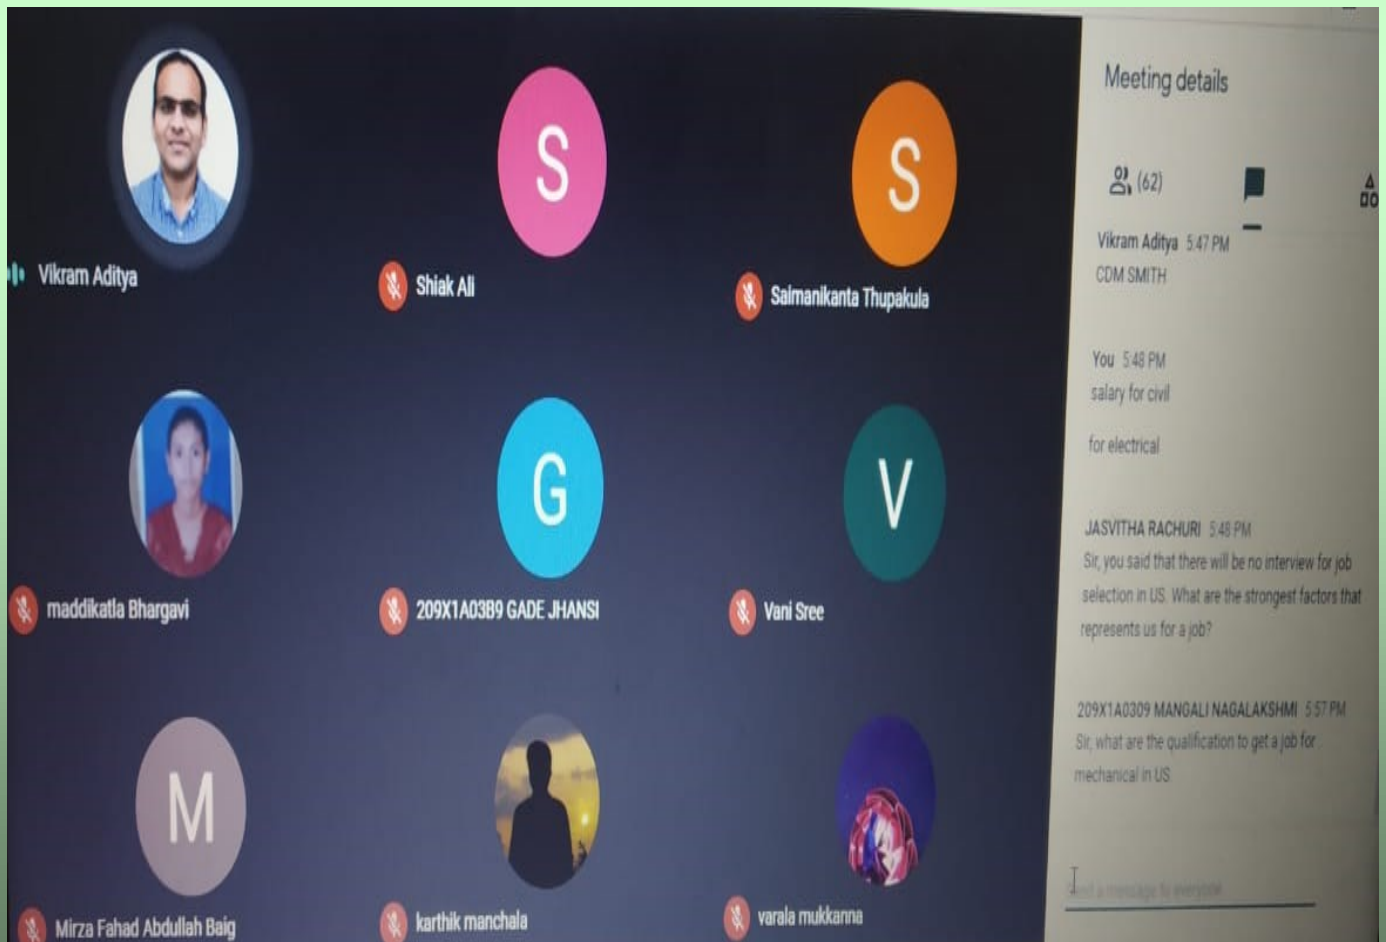 Meeting details
(62)
S
S
Vikram Aditya
Shiak Ali
Saimanikanta Thupakula
G
V
maddikatla Bhargavi
209X1A03B9 GADE JHANSI
Vani Sree
M
Mirza Fahad Abdullah Baig
karthik manchala
varala mukkanna
Vikram Aditya 5:47 PM
CDM SMITH
You 5:48 PM
salary for civil
for electrical
JASVITHA RACHURI 5:48 PM
Sir, you said that there will be no interview for job
selection in US. What are the strongest factors that
represents us for a job?
209X1A0309 MANGALI NAGALAKSHMI 5:57 PM
Sir, what are the qualification to get a job for
mechanical in US
Send a message to everyone